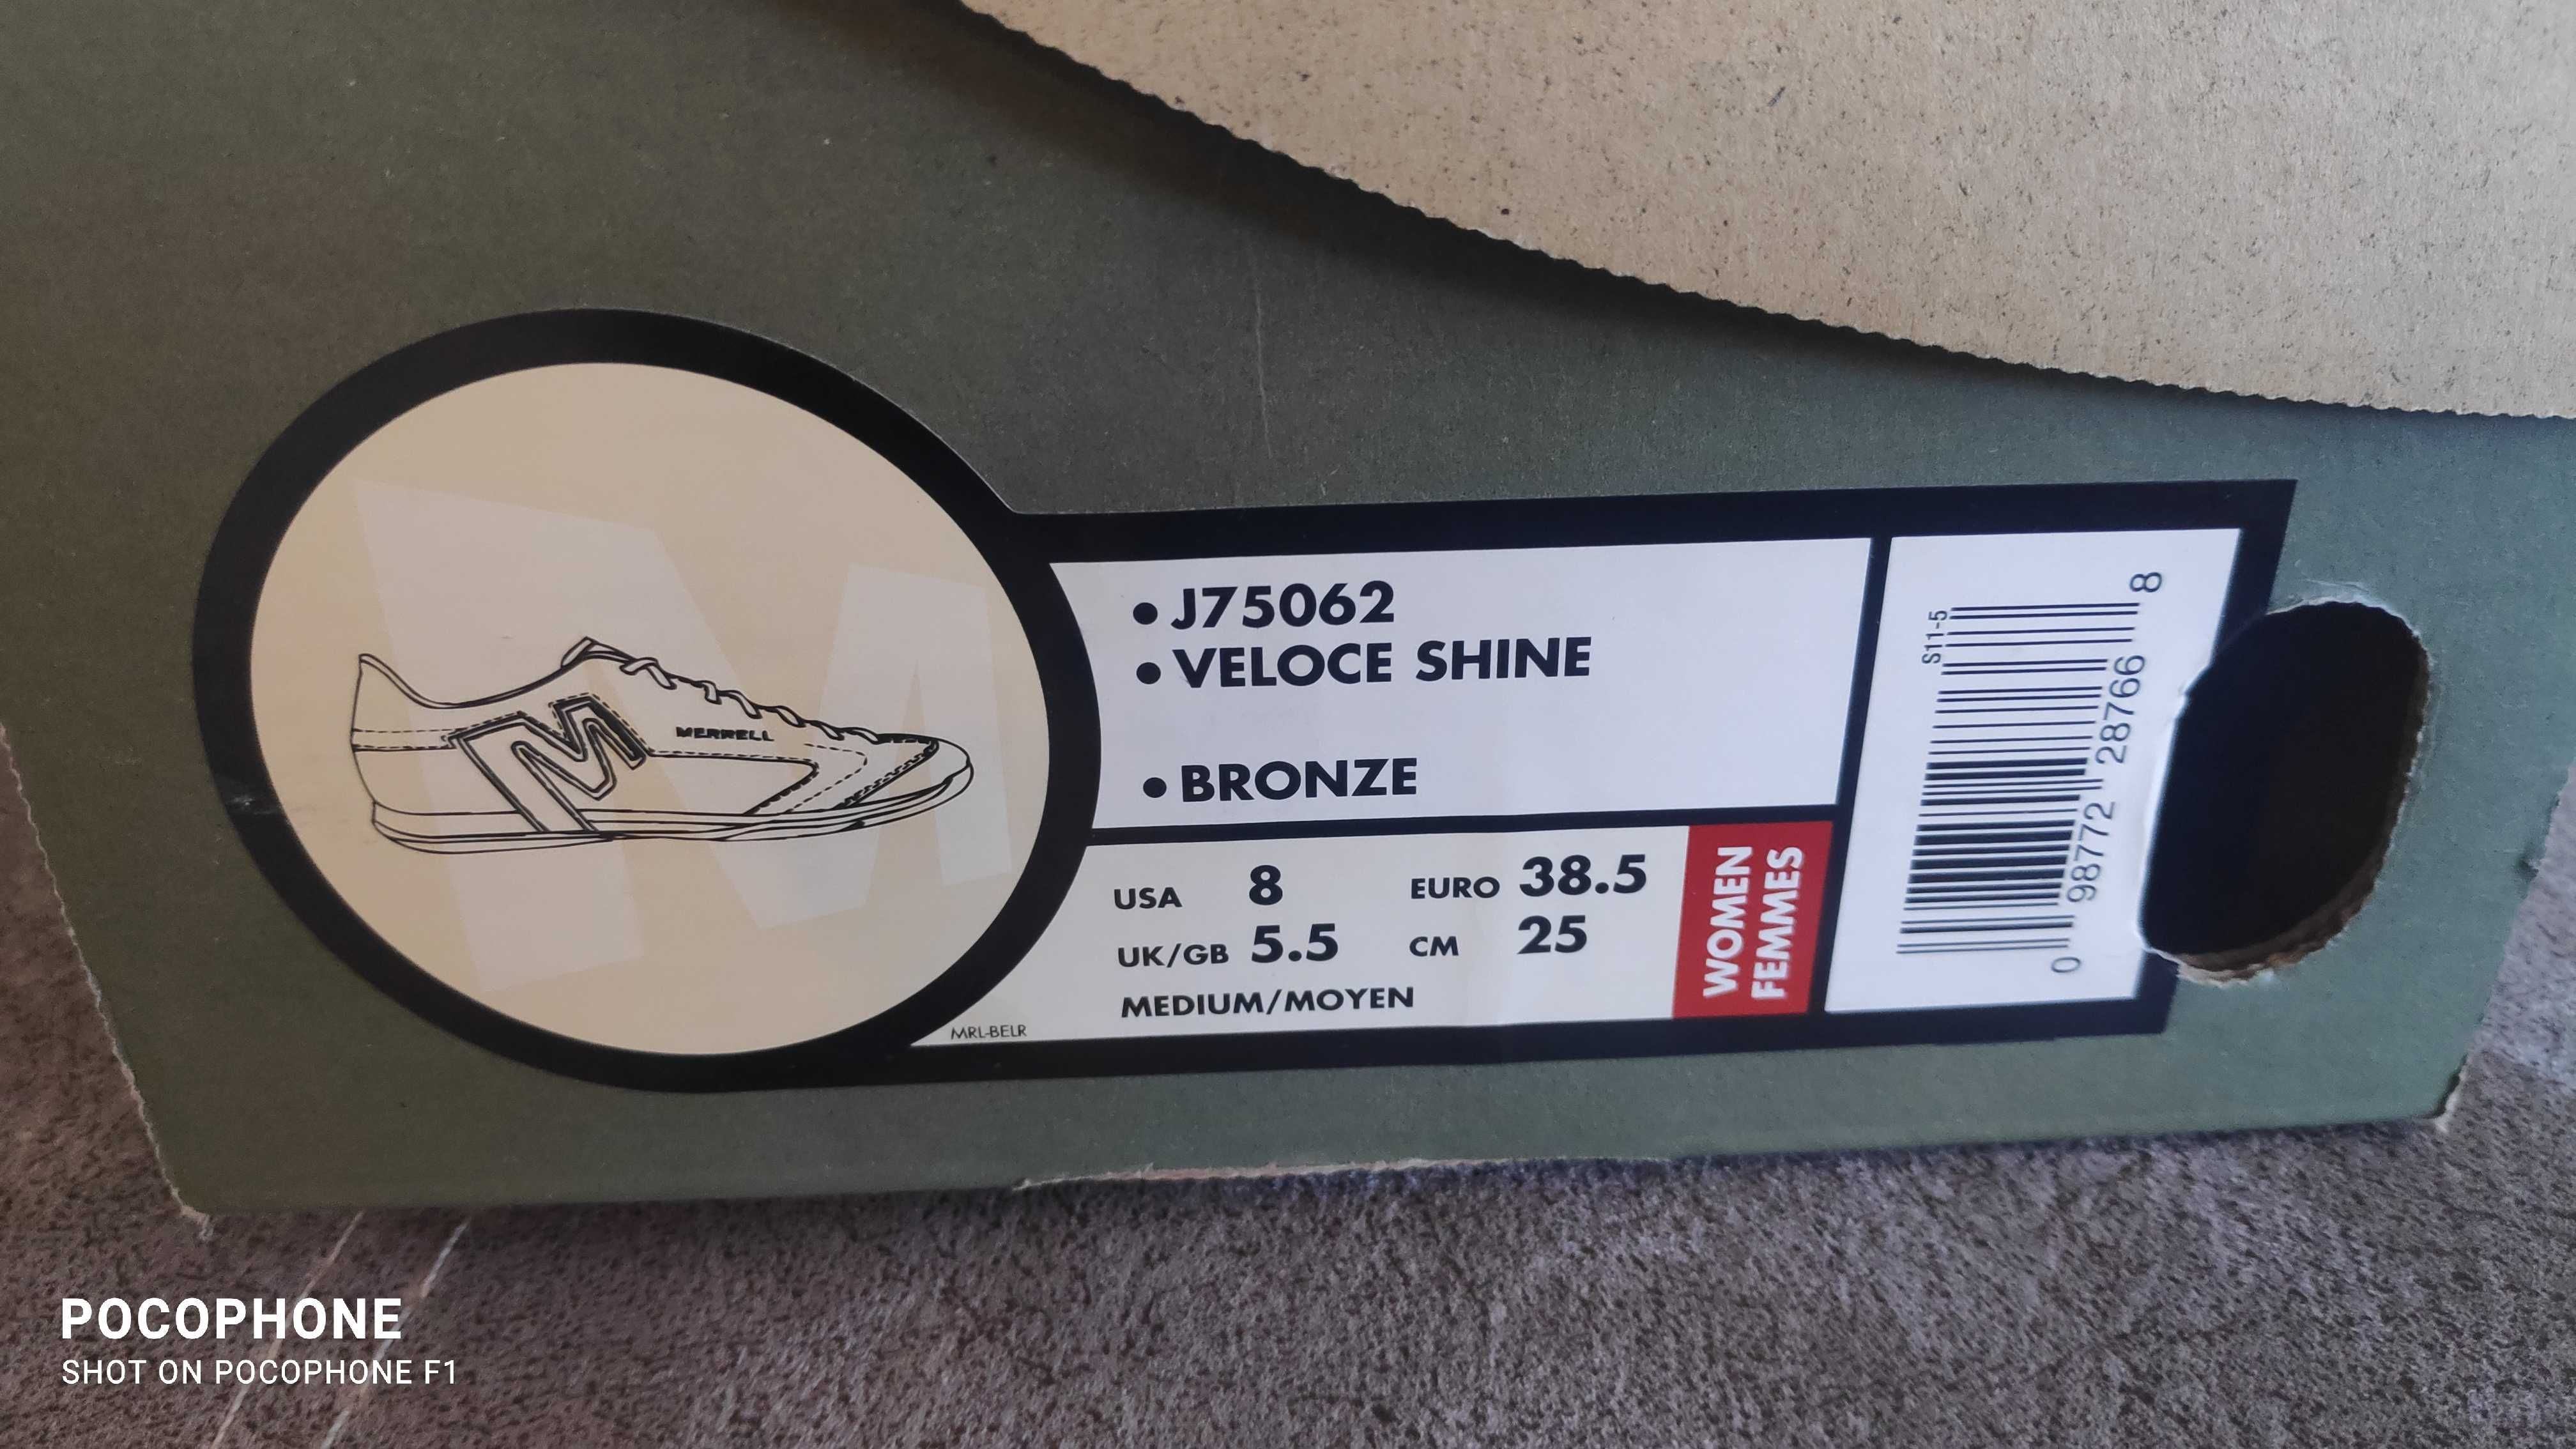 MERRELL
• J75062
• VELOCE SHINE
• BRONZE
USA 8 EURO 38.5
UK/GB 5.5 CM 25
MEDIUM/MOYEN
MRL-BELR
WOMEN
FEMMES
S11-5
0 98772 28766 8
POCOPHONE
SHOT ON POCOPHONE F1